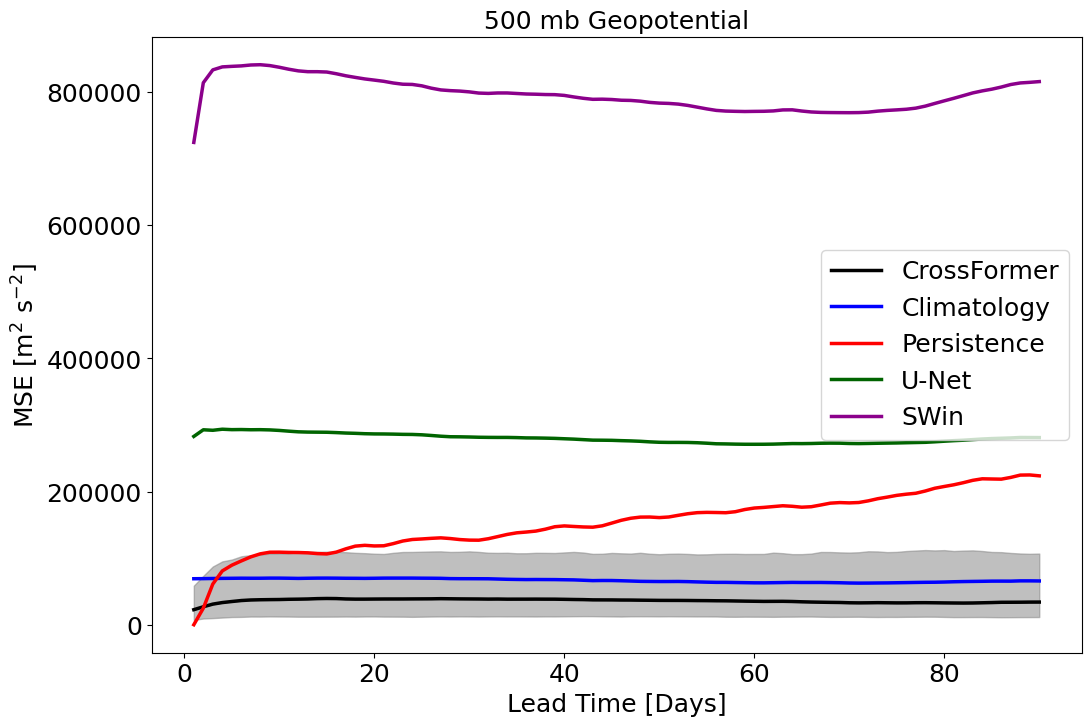 500 mb Geopotential
MSE [m² s⁻²]
800000
600000
400000
200000
0
CrossFormer
Climatology
Persistence
U-Net
SWin
0 20 40 60 80
Lead Time [Days]